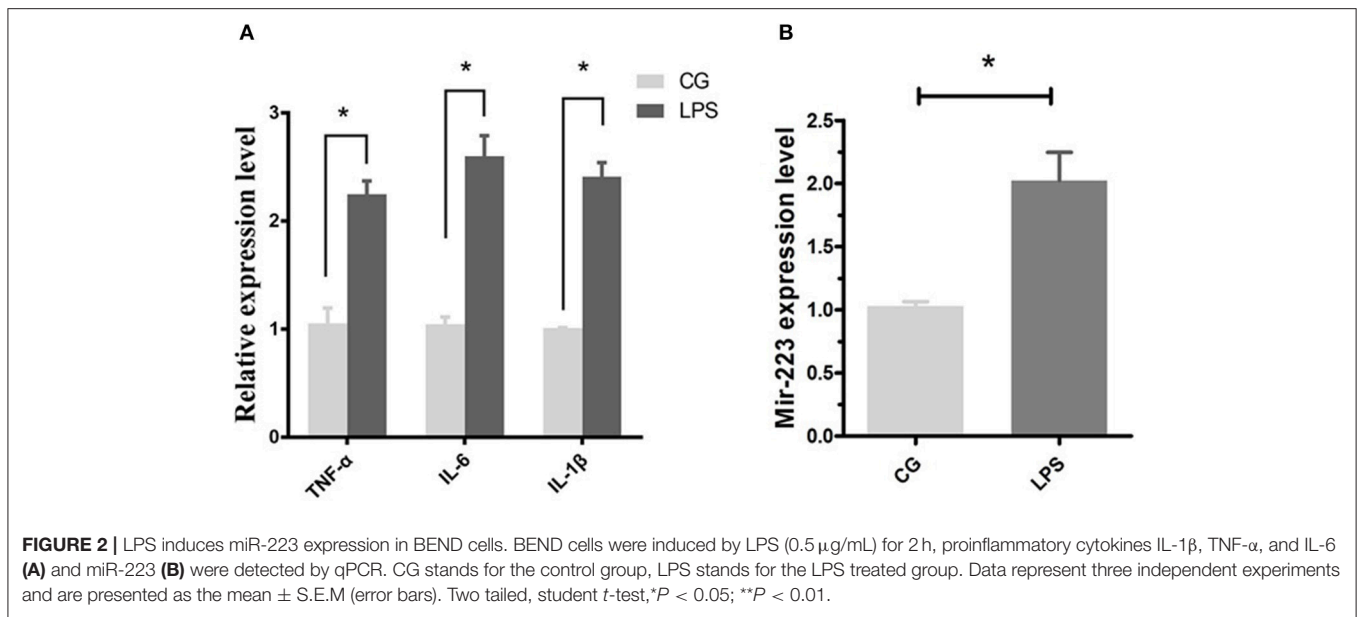 A
B
*
*
*
CG
LPS
*
3
2
1
0
Relative expression level
TNF-α
IL-6
IL-1β
2.5
2.0
1.5
1.0
0.5
0.0
Mir-223 expression level
CG
LPS
FIGURE 2 | LPS induces miR-223 expression in BEND cells. BEND cells were induced by LPS (0.5 μg/mL) for 2 h, proinflammatory cytokines IL-1β, TNF-α, and IL-6
(A) and miR-223 (B) were detected by qPCR. CG stands for the control group, LPS stands for the LPS treated group. Data represent three independent experiments
and are presented as the mean ± S.E.M (error bars). Two tailed, student t-test,*P < 0.05; **P < 0.01.